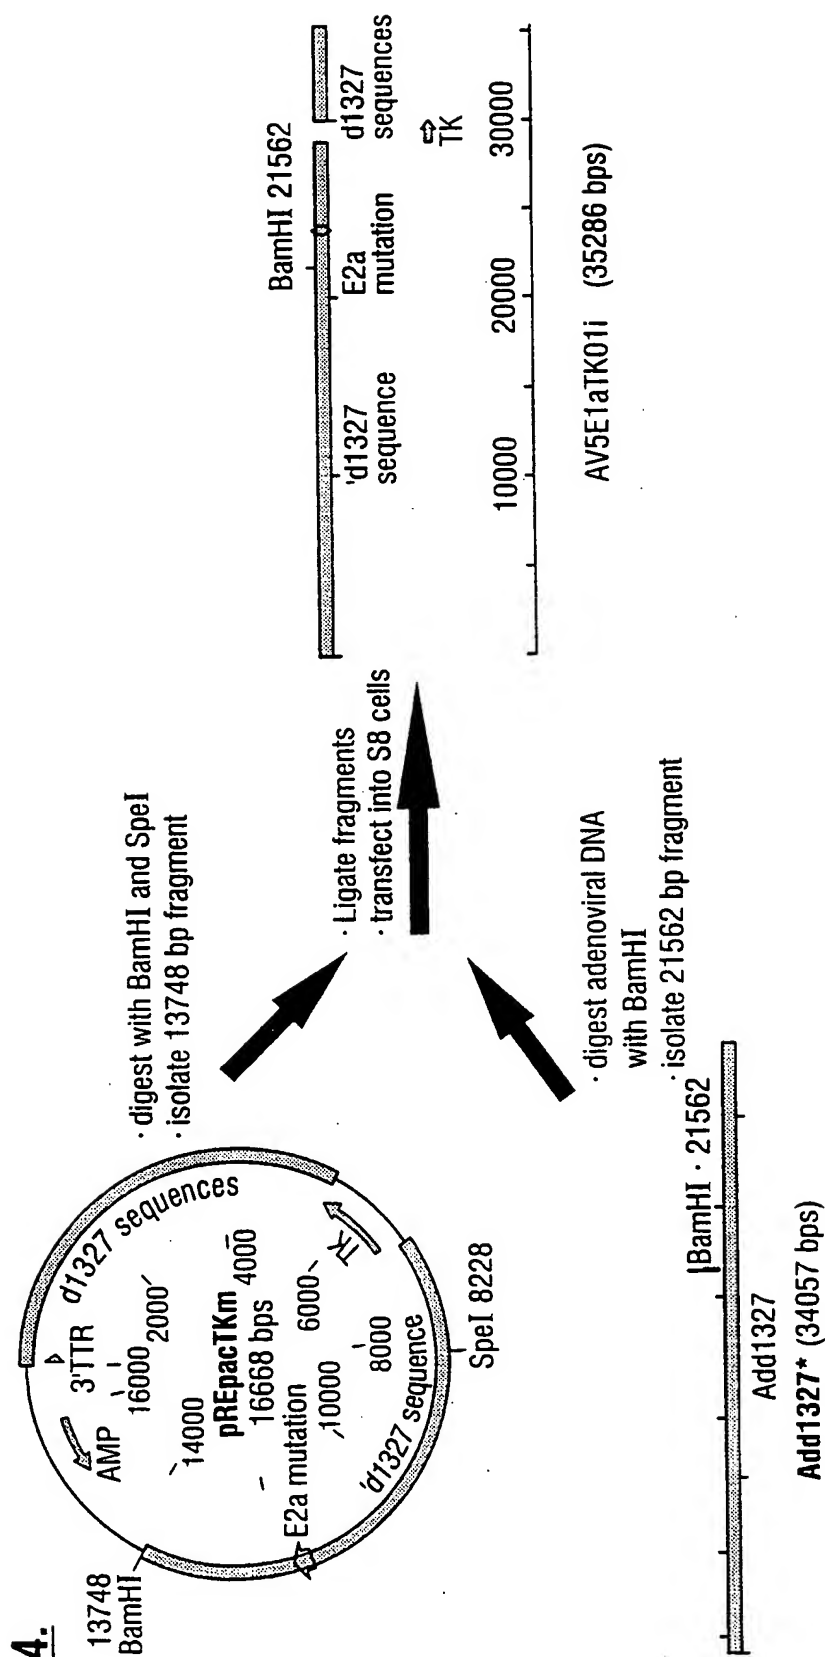 4.
13748
BamHI
AMP
3'TTR
16000
2000
d1327 sequences
14000
pREpacTKm
16668 bps
4000
TK
6000
E2a mutation
10000
8000
'd1327 sequence
SpeI 8228
· digest with BamHI and SpeI
· isolate 13748 bp fragment
BamHI · 21562
Add1327
Add1327* (34057 bps)
· digest adenoviral DNA
with BamHI
· isolate 21562 bp fragment
· Ligate fragments
· transfect into S8 cells
BamHI 21562
'd1327
sequence
E2a
mutation
d1327
sequences
TK
10000
20000
30000
AV5E1aTK01i (35286 bps)